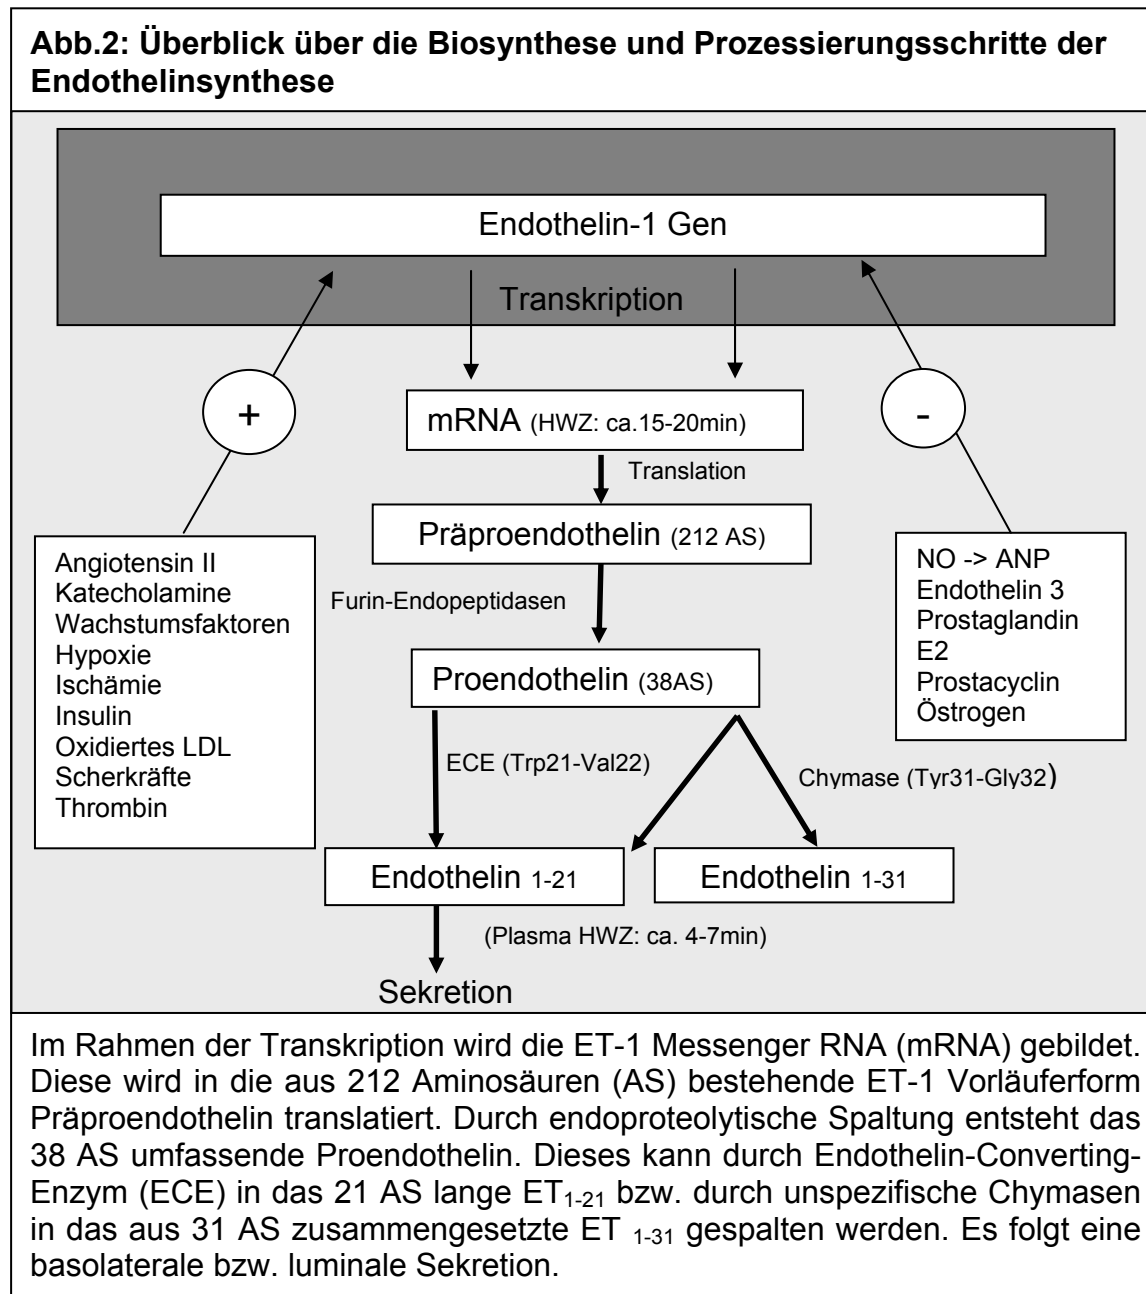 Abb.2: Überblick über die Biosynthese und Prozessierungsschritte der
Endothelinsynthese
Endothelin-1 Gen
Transkription
+
-
mRNA (HWZ: ca.15-20min)
Translation
Präproendothelin (212 AS)
Furin-Endopeptidasen
Angiotensin II
Katecholamine
Wachstumsfaktoren
Hypoxie
Ischämie
Insulin
Oxidiertes LDL
Scherkräfte
Thrombin
NO -> ANP
Endothelin 3
Prostaglandin
E2
Prostacyclin
Östrogen
Proendothelin (38AS)
ECE (Trp21-Val22)
Chymase (Tyr31-Gly32)
Endothelin 1-21
Endothelin 1-31
(Plasma HWZ: ca. 4-7min)
Sekretion
Im Rahmen der Transkription wird die ET-1 Messenger RNA (mRNA) gebildet.
Diese wird in die aus 212 Aminosäuren (AS) bestehende ET-1 Vorläuferform
Präproendothelin translatiert. Durch endoproteolytische Spaltung entsteht das
38 AS umfassende Proendothelin. Dieses kann durch Endothelin-Converting-
Enzym (ECE) in das 21 AS lange ET1-21 bzw. durch unspezifische Chymasen
in das aus 31 AS zusammengesetzte ET 1-31 gespalten werden. Es folgt eine
basolaterale bzw. luminale Sekretion.